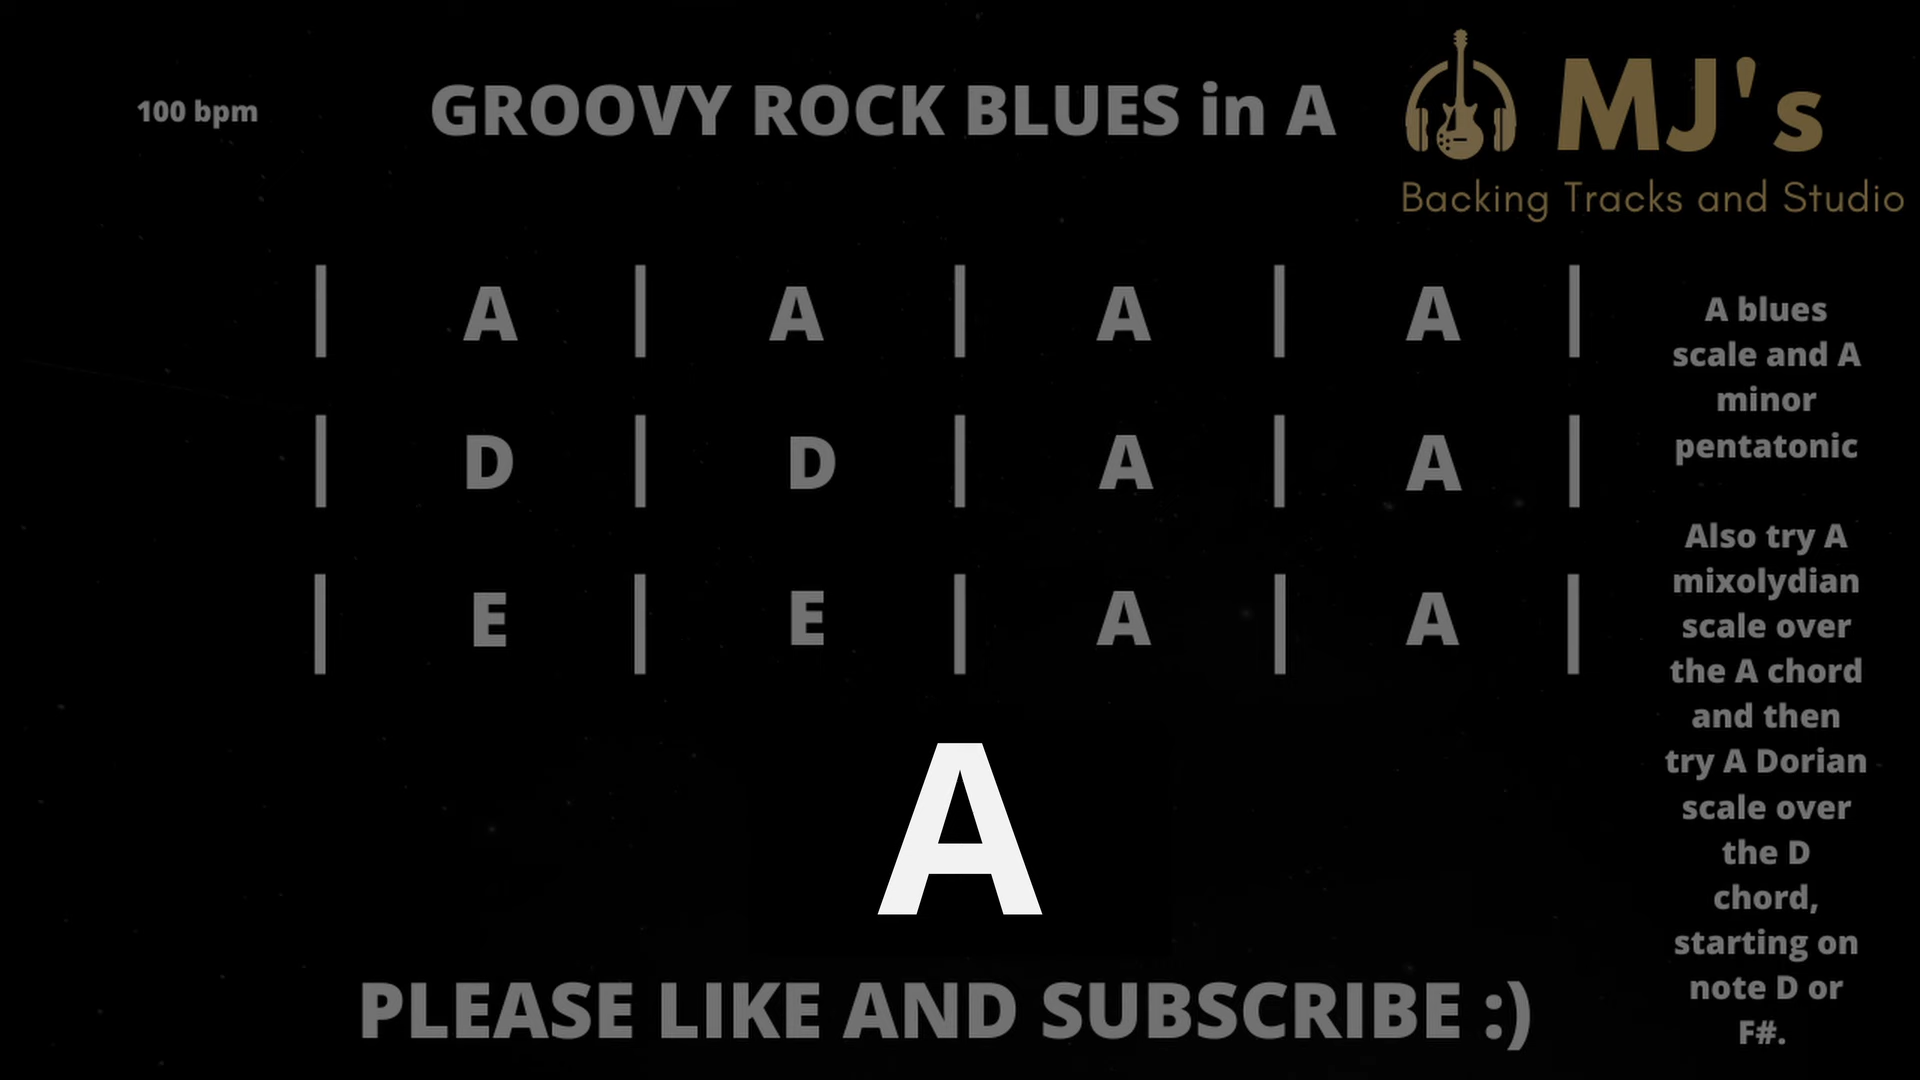 100 bpm
GROOVY ROCK BLUES in A
MJ's
Backing Tracks and Studio
| A | A | A | A |
| D | D | A | A |
| E | E | A | A |
A blues
scale and A
minor
pentatonic
Also try A
mixolydian
scale over
the A chord
and then
try A Dorian
scale over
the D
chord,
starting on
note D or
F#.
A
PLEASE LIKE AND SUBSCRIBE :)